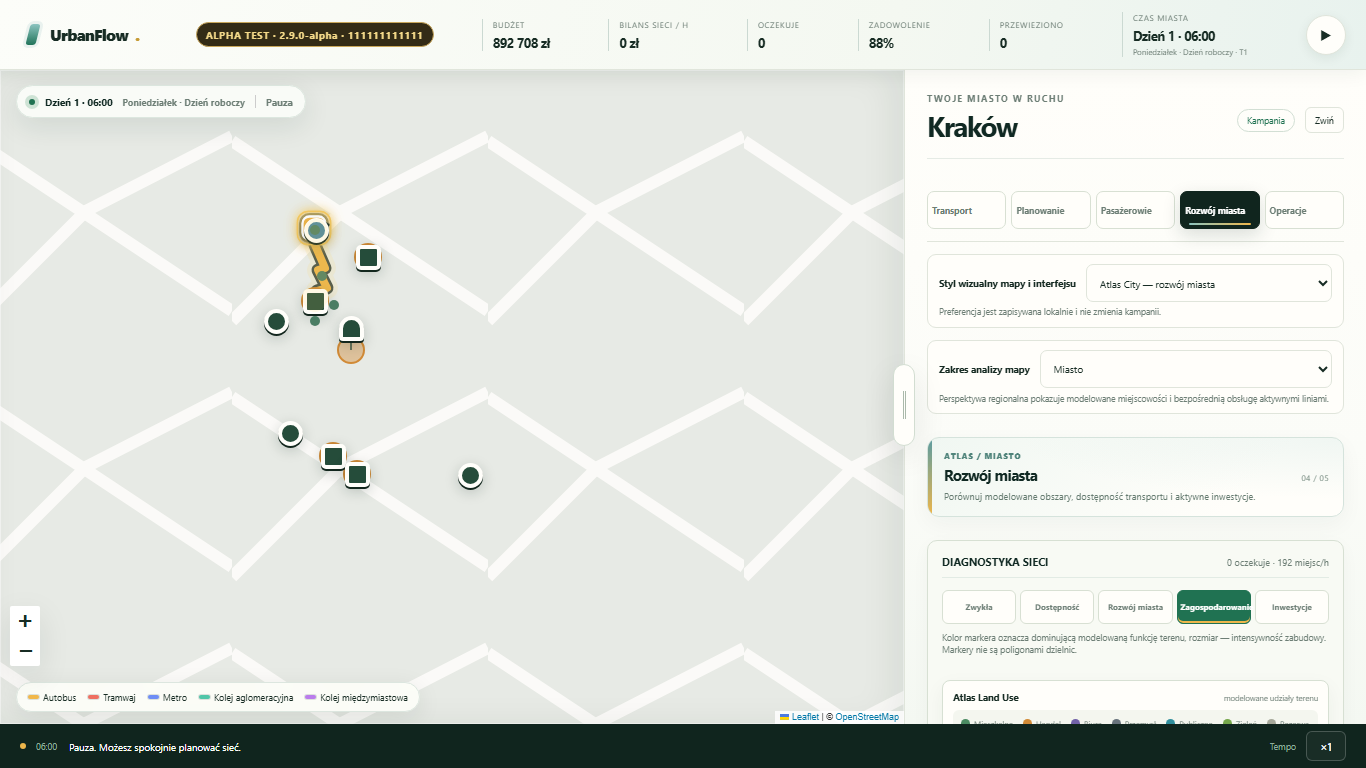 UrbanFlow .
ALPHA TEST · 2.9.0-alpha · 111111111111
BUDŻET
892 708 zł
BILANS SIECI / H
0 zł
OCZEKUJE
0
ZADOWOLENIE
88%
PRZEWIEZIONO
0
CZAS MIASTA
Dzień 1 · 06:00
Poniedziałek · Dzień roboczy · T1
Dzień 1 · 06:00 Poniedziałek · Dzień roboczy Pauza
TWOJE MIASTO W RUCHU
Kraków
Kampania
Zwiń
Transport
Planowanie
Pasażerowie
Rozwój miasta
Operacje
Styl wizualny mapy i interfejsu
Atlas City — rozwój miasta
Preferencja jest zapisywana lokalnie i nie zmienia kampanii.
Zakres analizy mapy
Miasto
Perspektywa regionalna pokazuje modelowane miejscowości i bezpośrednią obsługę aktywnymi liniami.
ATLAS / MIASTO
Rozwój miasta
04 / 05
Porównuj modelowane obszary, dostępność transportu i aktywne inwestycje.
DIAGNOSTYKA SIECI
0 oczekuje · 192 miejsc/h
Zwykła
Dostępność
Rozwój miasta
Zagospodarowani
Inwestycje
Kolor markera oznacza dominującą modelowaną funkcję terenu, rozmiar — intensywność zabudowy.
Markery nie są poligonami dzielnic.
Atlas Land Use
modelowane udziały terenu
+
−
Autobus
Tramwaj
Metro
Kolej aglomeracyjna
Kolej międzymiastowa
Leaflet | © OpenStreetMap
06:00 Pauza. Możesz spokojnie planować sieć.
Tempo
×1